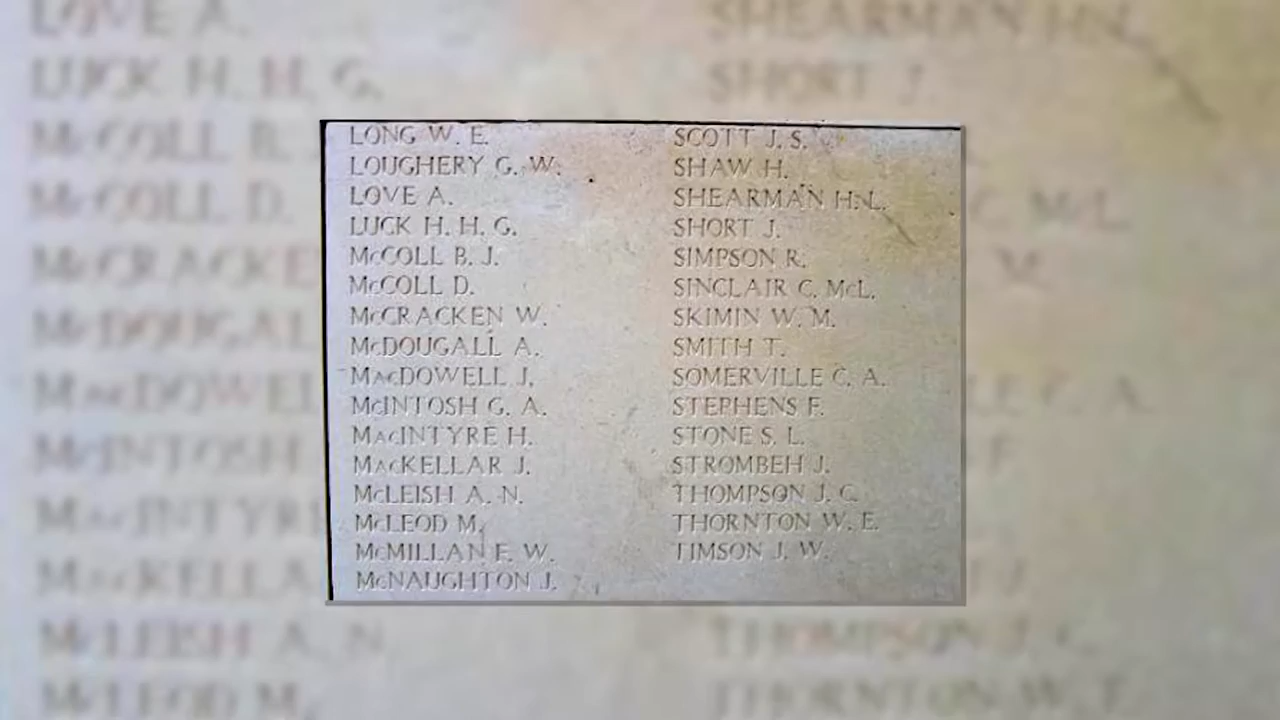 LONG W. E.
LOUGHERY G. W.
LOVE A.
LUCK H. H. G.
McCOLL B. J.
McCOLL D.
McCRACKEN W.
McDOUGALL A.
MacDOWELL J.
McINTOSH G. A.
MacINTYRE H.
MacKELLAR J.
McLEISH A. N.
McLEOD M.
McMILLAN F. W.
McNAUGHTON J.
SCOTT J. S.
SHAW H.
SHEARMAN H. L.
SHORT J.
SIMPSON R.
SINCLAIR C. McL.
SKIMIN W. M.
SMITH T.
SOMERVILLE C. A.
STEPHENS F.
STONE S. L.
STROMBEH J.
THOMPSON J. C.
THORNTON W. E.
TIMSON J. W.